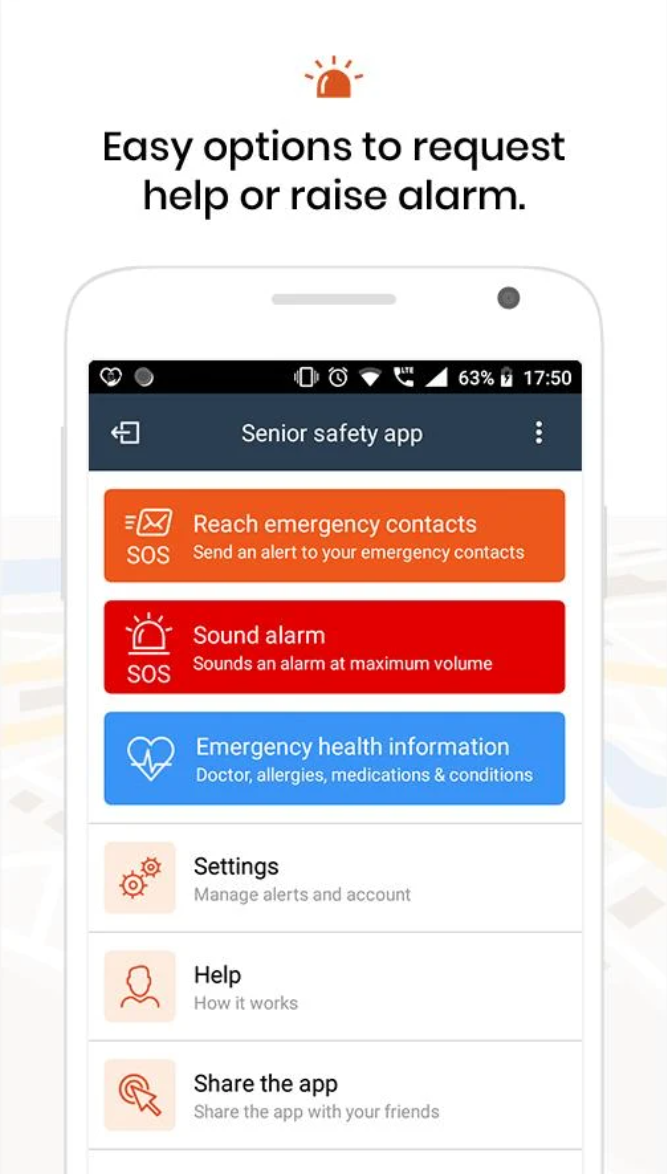 Easy options to request
help or raise alarm.
LTE
63% 17:50
Senior safety app
SOS
Reach emergency contacts
Send an alert to your emergency contacts
SOS
Sound alarm
Sounds an alarm at maximum volume
Emergency health information
Doctor, allergies, medications & conditions
Settings
Manage alerts and account
Help
How it works
Share the app
Share the app with your friends